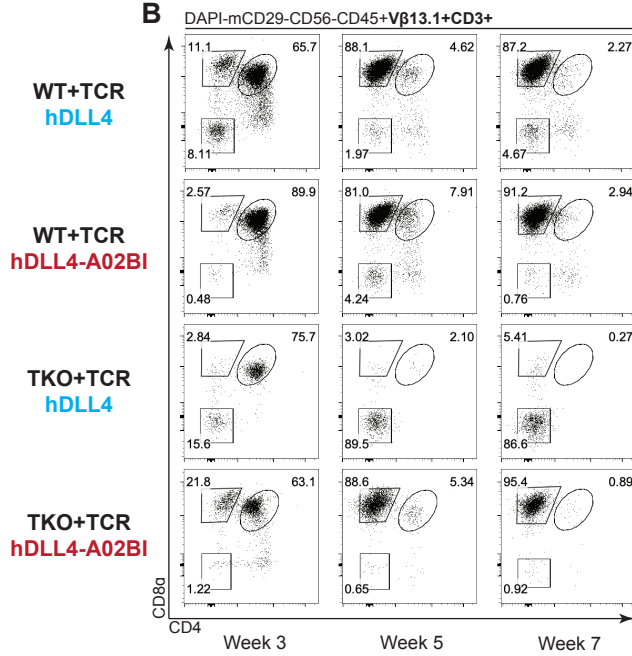 B
DAPI-mCD29-CD56-CD45+Vβ13.1+CD3+
WT+TCR
hDLL4
11.1 65.7
8.11
88.1 4.62
1.97
87.2 2.27
4.67
WT+TCR
hDLL4-A02BI
2.57 89.9
0.48
81.0 7.91
4.24
91.2 2.94
0.76
TKO+TCR
hDLL4
2.84 75.7
15.6
3.02 2.10
89.5
5.41 0.27
86.6
TKO+TCR
hDLL4-A02BI
21.8 63.1
1.22
88.6 5.34
0.65
95.4 0.89
0.92
CD8α
CD4
Week 3 Week 5 Week 7